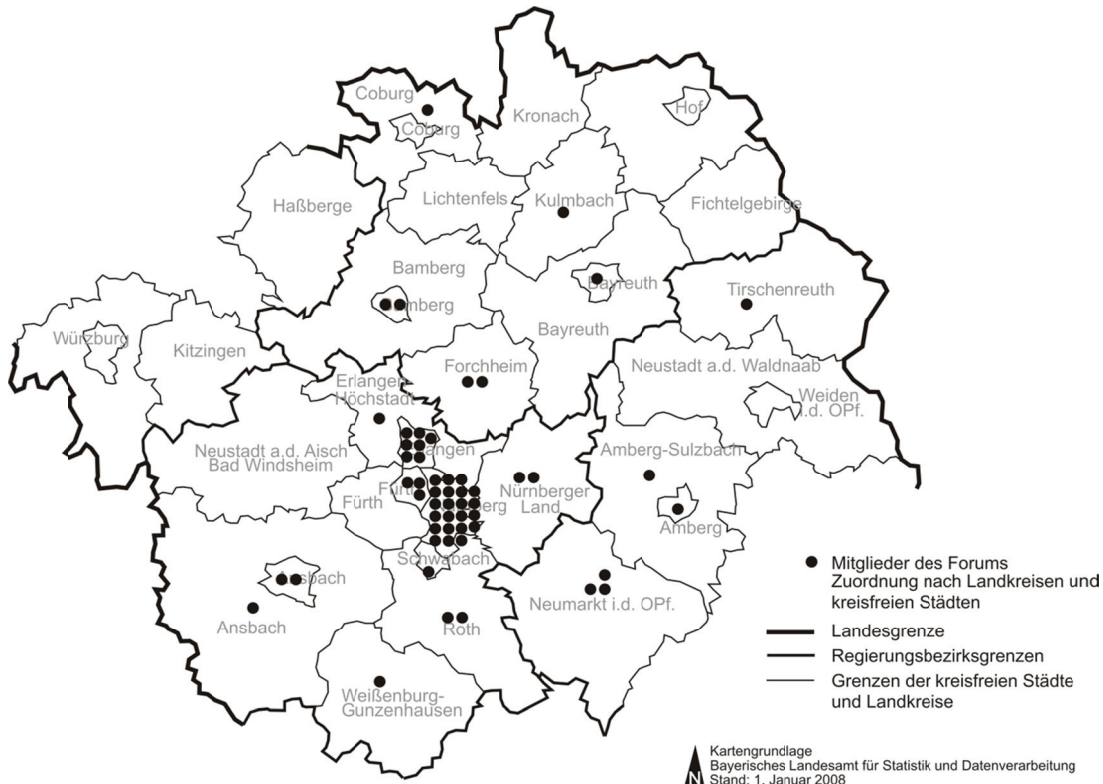 Coburg
Coburg
Kronach
Hof
Haßberge
Lichtenfels
Kulmbach
Fichtelgebirge
Bamberg
Bayreuth
Tirschenreuth
Würzburg
Kitzingen
Bayreuth
Forchheim
Neustadt a.d. Waldnaab
Erlangen-
Höchstadt
Weiden
i.d. OPf.
Neustadt a.d. Aisch
Bad Windsheim
Amberg-Sulzbach
Fürth
Nürnberger
Land
Amberg
Schwabach
Ansbach
Ansbach
Neumarkt i.d. OPf.
Roth
Weißenburg-
Gunzenhausen
Mitglieder des Forums
Zuordnung nach Landkreisen und
kreisfreien Städten
Landesgrenze
Regierungsbezirksgrenzen
Grenzen der kreisfreien Städte
und Landkreise
N
Kartengrundlage
Bayerisches Landesamt für Statistik und Datenverarbeitung
Stand: 1. Januar 2008